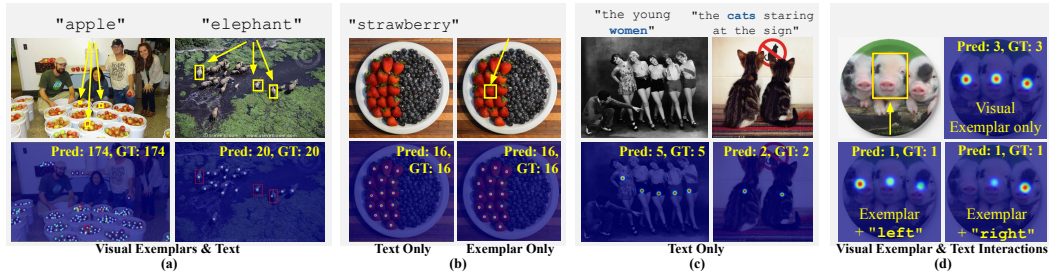 "apple"
"elephant"
Pred: 174, GT: 174
Pred: 20, GT: 20
Visual Exemplars & Text
(a)
"strawberry"
Pred: 16,
GT: 16
Pred: 16,
GT: 16
Text Only
Exemplar Only
(b)
"the young
women"
"the cats staring
at the sign"
Pred: 5, GT: 5
Pred: 2, GT: 2
Text Only
(c)
Pred: 3, GT: 3
Visual
Exemplar only
Pred: 1, GT: 1
Exemplar
+ "left"
Pred: 1, GT: 1
Exemplar
+ "right"
Visual Exemplar & Text Interactions
(d)